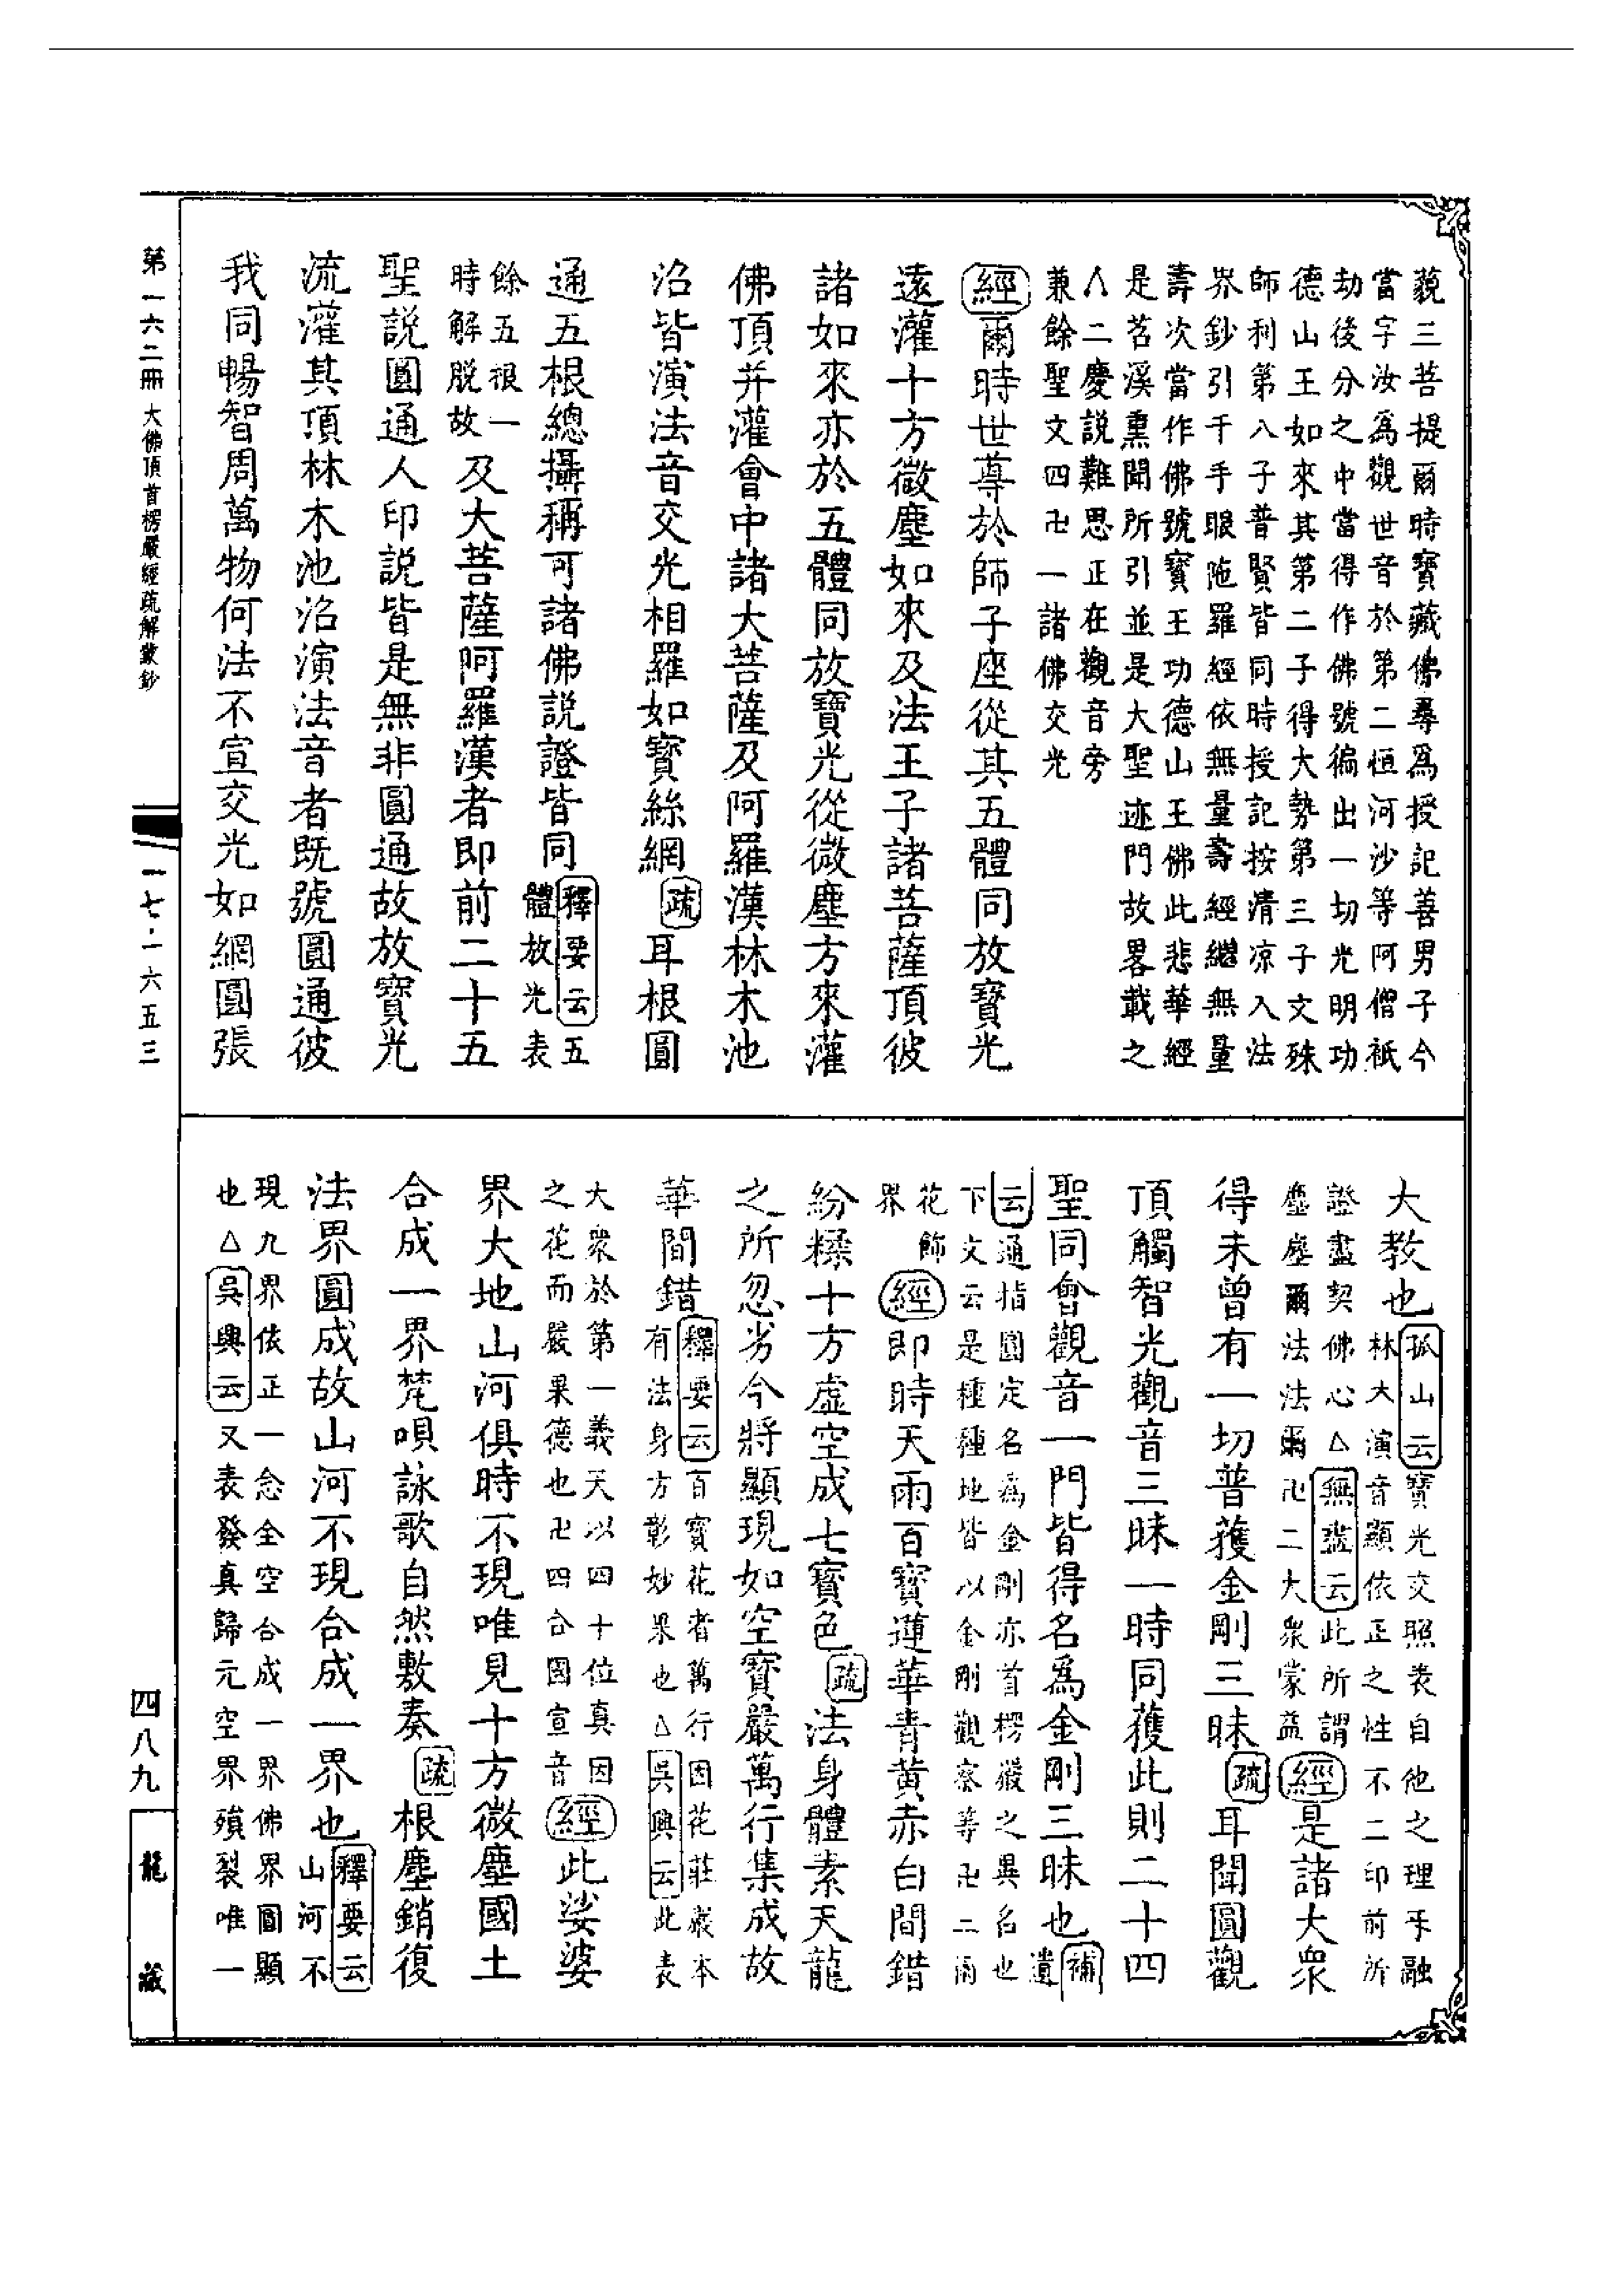 藐三菩提爾時寶藏佛尋爲授記善男子今
當字汝爲觀世音於第二恒河沙等阿僧祇
劫後分之中當得作佛號徧出一切光明功
德山王如來其第二子得大勢第三子文殊
師利第八子普賢皆同時授記按清凉入法
界鈔引千手眼陁羅經依無量壽經繼無量
壽次當作佛號寶王功德山王佛此悲華經
是苕溪熏聞所引並是大聖迹門故畧載之
八二慶説難思正在觀音旁
兼餘聖文四卍一諸佛交光
經爾時世尊於師子座從其五體同放寶光
遠灌十方微塵如來及法王子諸菩薩頂彼
諸如來亦於五體同放寶光從微塵方來灌
佛頂并灌會中諸大菩薩及阿羅漢林木池
沼皆演法音交光相羅如寶絲網疏耳根圓
通五根總攝稱可諸佛説證皆同釋要云五
體放光表
餘五根一
時解脱故及大菩薩阿羅漢者即前二十五
聖説圓通人印説皆是無非圓通故放寶光
流灌其頂林木池沼演法音者既號圓通彼
我同暢智周萬物何法不宣交光如網圓張
大教也孤山云寶光交照表自他之理乎融
林大演音顯依正之性不二印前所
證盡契佛心△無盡云此所謂
塵塵爾法法爾卍二大衆蒙益經是諸大衆
得未曾有一切普獲金剛三昧疏耳聞圓觀
頂觸智光觀音三昧一時同獲此則二十四
聖同會觀音一門皆得名爲金剛三昧也補
遺
云通指圓定名爲金剛亦首楞嚴之異名也
下文云是種種地皆以金剛觀察等卍二雨
花飾
界經即時天雨百寶蓮華青黄赤白間錯
紛糅十方虚空成七寶色疏法身體素天龍
之所忽劣今將顯現如空寶嚴萬行集成故
華間錯釋要云百寶花者萬行因花莊嚴本
有法身方彰妙果也△吳興云此表
大衆於第一義天以四十位真因
之花而嚴果德也卍四合國宣音經此娑婆
界大地山河俱時不現唯見十方微塵國土
合成一界梵唄詠歌自然敷奏疏根塵銷復
法界圓成故山河不現合成一界也釋要云
山河不
現九界依正一念全空合成一界佛界圓顯
也△吳興云又表發真歸元空界殞裂唯一
第一六二冊 大佛頂首楞嚴經疏解蒙鈔
一七·一六五三
四八九
龍藏